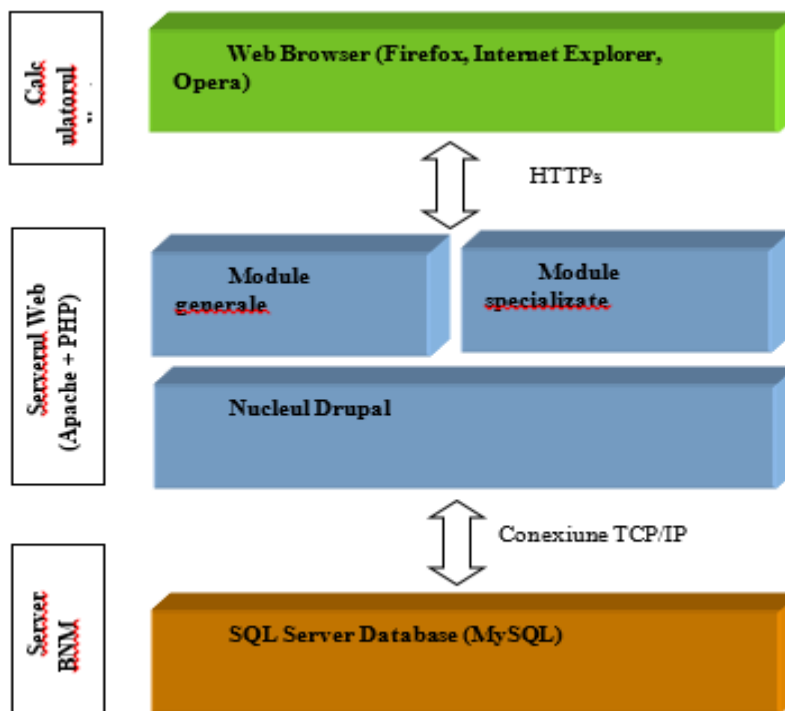 Calc
ulatorul
Web Browser (Firefox, Internet Explorer,
Opera)
HTTPs
Serverul Web
(Apache + PHP)
Module
generale
Module
specializate
Nucleul Drupal
Conexiune TCP/IP
Server
BNM
SQL Server Database (MySQL)